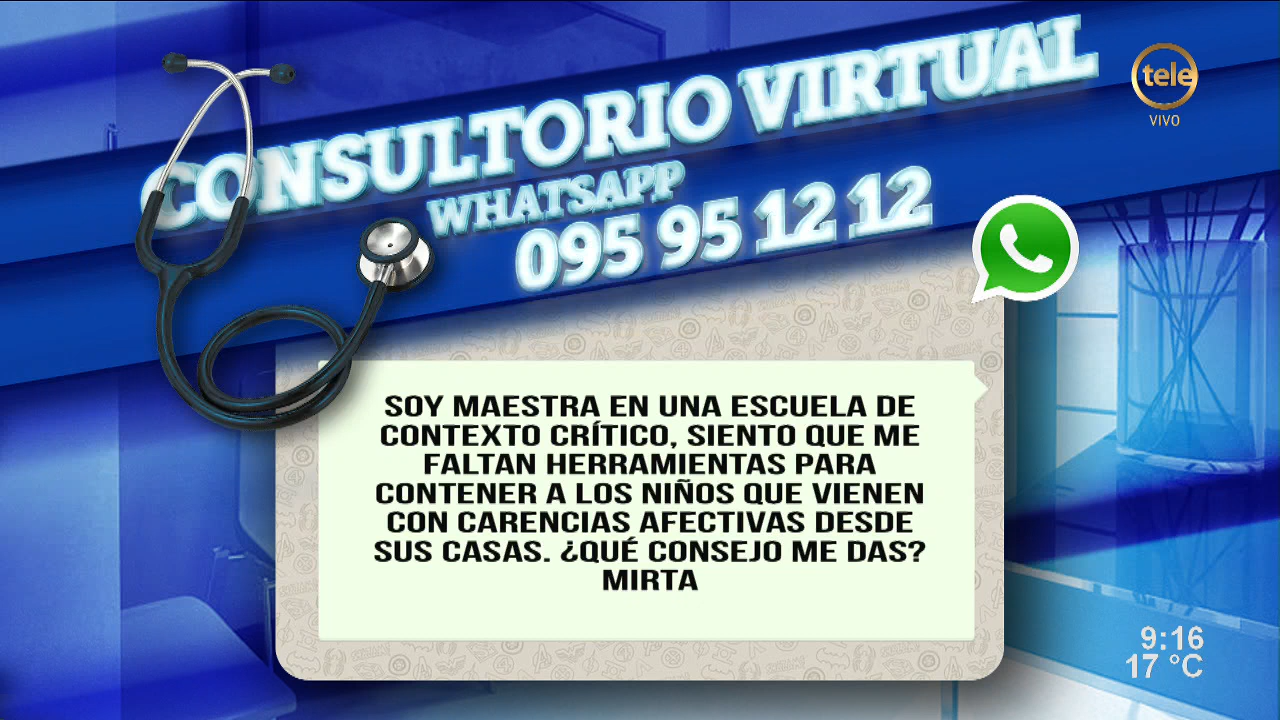 CONSULTORIO VIRTUAL
tele
VIVO
WHATSAPP
095 95 12 12
SOY MAESTRA EN UNA ESCUELA DE
CONTEXTO CRÍTICO, SIENTO QUE ME
FALTAN HERRAMIENTAS PARA
CONTENER A LOS NIÑOS QUE VIENEN
CON CARENCIAS AFECTIVAS DESDE
SUS CASAS. ¿QUÉ CONSEJO ME DAS?
MIRTA
9:16
17 °C